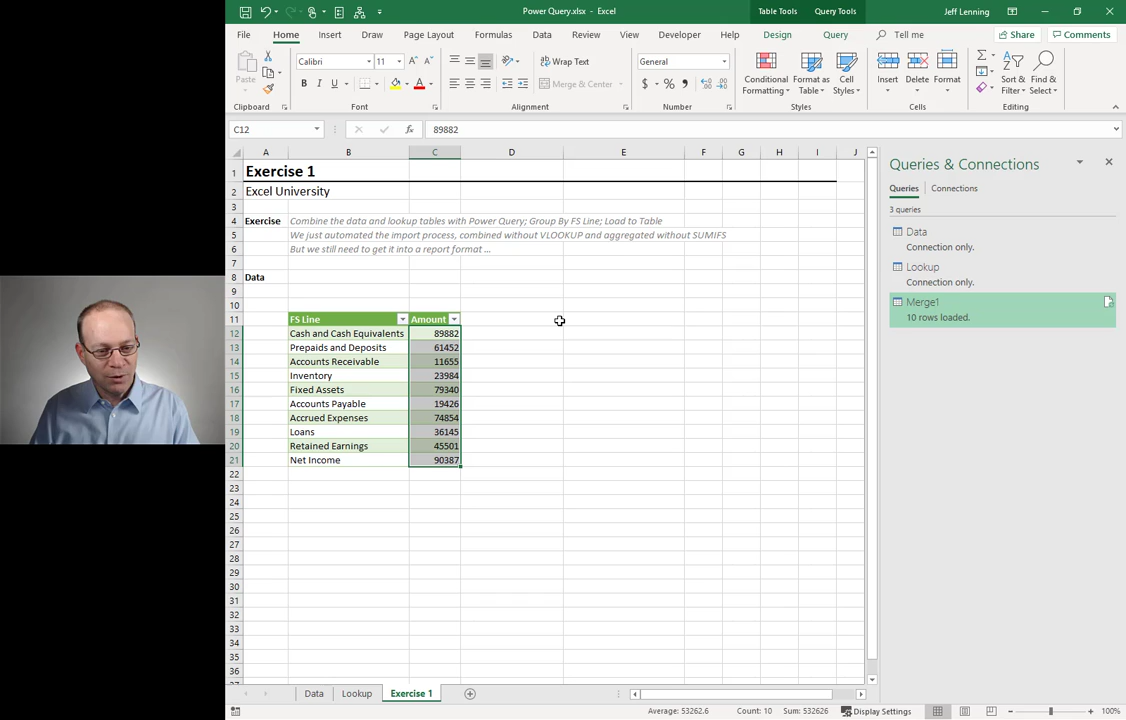 Power Query.xlsx - Excel
Table Tools
Query Tools
Jeff Lenning
File
Home
Insert
Draw
Page Layout
Formulas
Data
Review
View
Developer
Help
Design
Query
Tell me
Share
Comments
Paste
Calibri
11
Wrap Text
Merge & Center
General
Conditional
Formatting
Format as
Table
Cell
Styles
Insert
Delete
Format
Sort &
Filter
Find &
Select
Clipboard
Font
Alignment
Number
Styles
Cells
Editing
C12
89882
A B C D E F G H I J
1 Exercise 1
2 Excel University
3
4 Exercise Combine the data and lookup tables with Power Query; Group By FS Line; Load to Table
5 We just automated the import process, combined without VLOOKUP and aggregated without SUMIFS
6 But we still need to get it into a report format ...
7
8 Data
9
10
11 FS Line Amount
12 Cash and Cash Equivalents 89882
13 Prepaids and Deposits 61452
14 Accounts Receivable 11655
15 Inventory 23984
16 Fixed Assets 79340
17 Accounts Payable 19426
18 Accrued Expenses 74854
19 Loans 36145
20 Retained Earnings 45501
21 Net Income 90387
22
23
24
25
26
27
28
29
30
31
32
33
34
35
36
Queries & Connections
Queries Connections
3 queries
Data
Connection only.
Lookup
Connection only.
Merge1
10 rows loaded.
Data Lookup Exercise 1
Average: 53262.6 Count: 10 Sum: 532626 Display Settings 100%